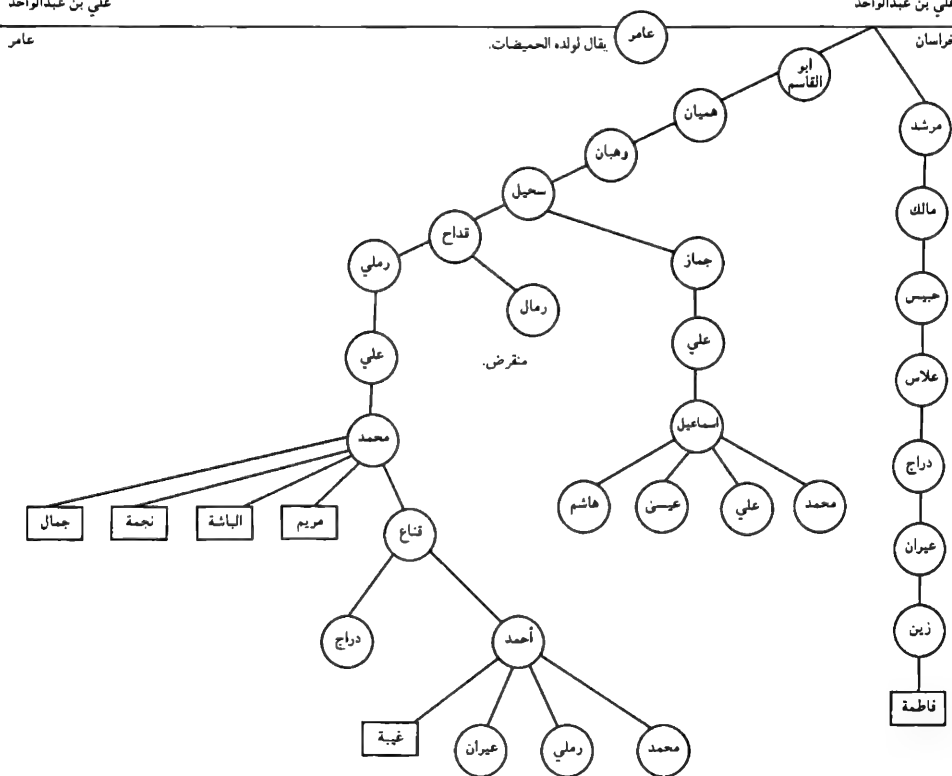 علي بن عبدالواحد
علي بن عبدالواحد
خراسان
عامر
يقال لولده الحميضات.
عامر
ابو
القاسم
هميان
مرشد
وهبان
سحيل
مالك
قداح
رملي
جماز
حبيس
رمال
علي
علي
منقرض.
علاس
محمد
اسماعيل
دراج
هاشم
عيسى
علي
محمد
مريم
الباشة
نجمة
جمال
قناع
عيران
دراج
أحمد
زين
فاطمة
غيبة
عيران
رملي
محمد